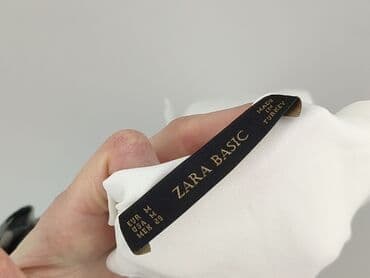 EUR M
USA M
MEX 28
ZARA BASIC
MADE
IN
TURKEY